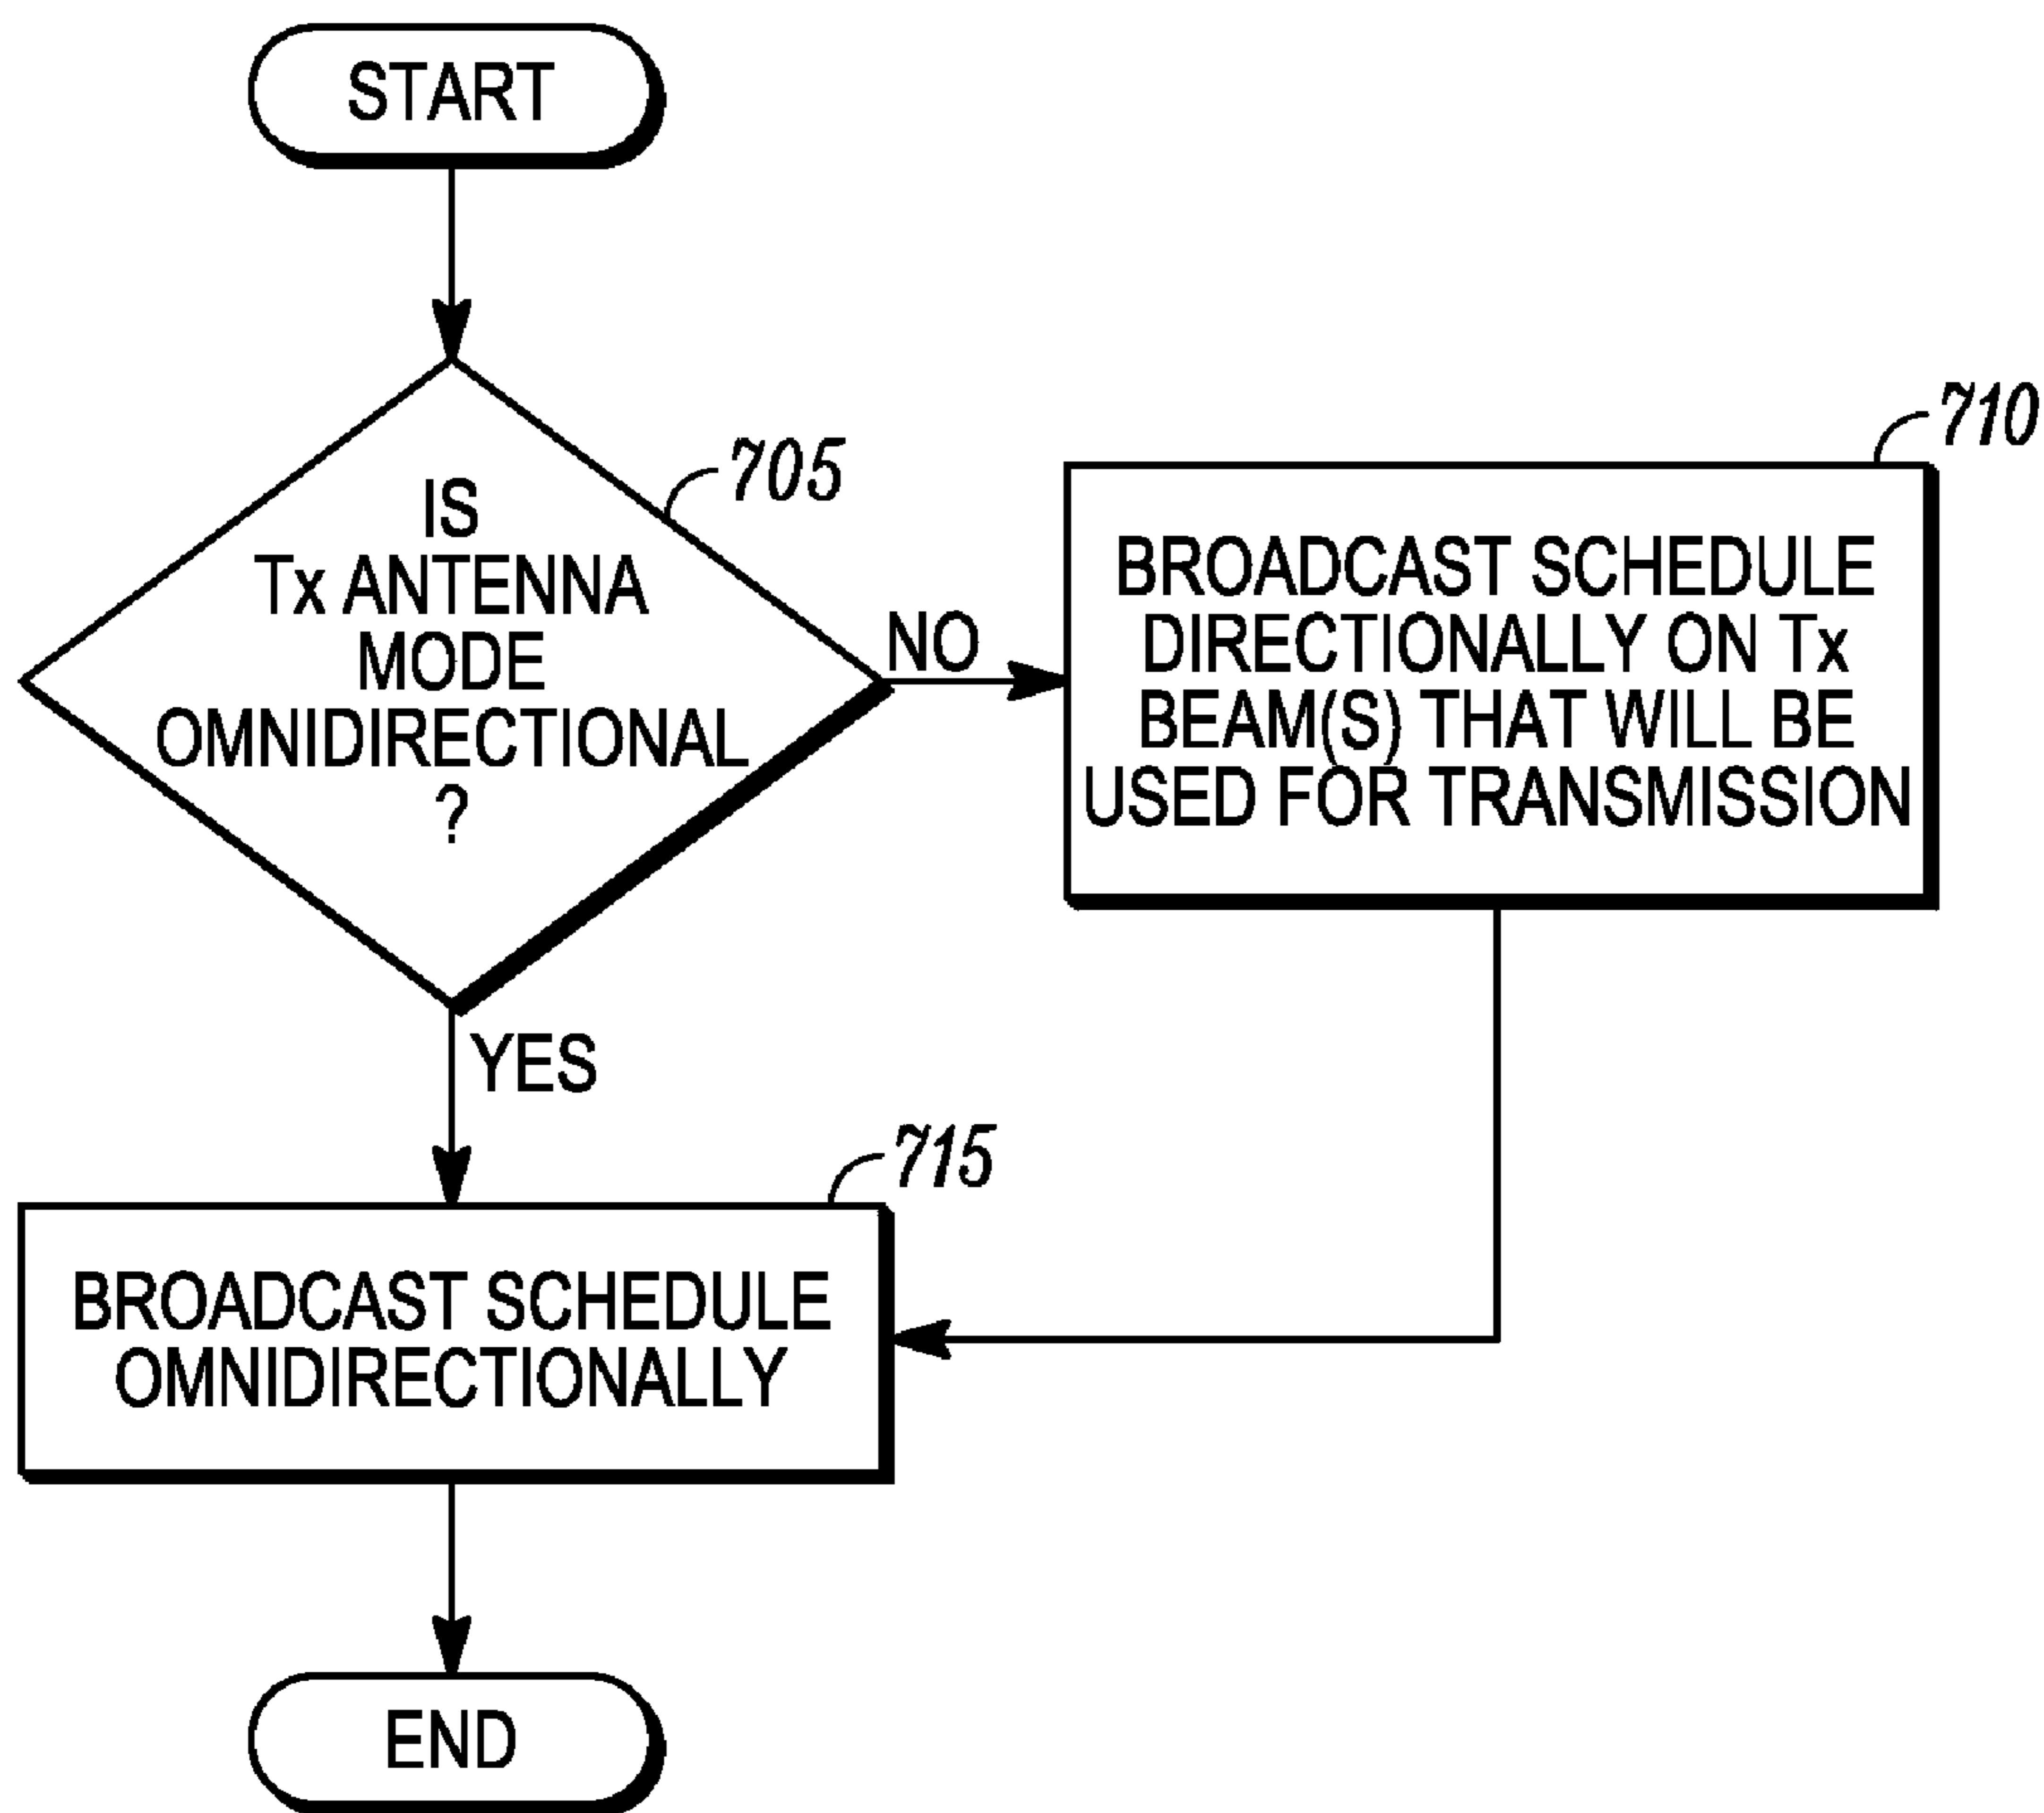 START
IS
Tx ANTENNA
MODE
OMNIDIRECTIONAL
?
705
NO
710
BROADCAST SCHEDULE
DIRECTIONALLY ON Tx
BEAM(S) THAT WILL BE
USED FOR TRANSMISSION
YES
715
BROADCAST SCHEDULE
OMNIDIRECTIONALLY
END